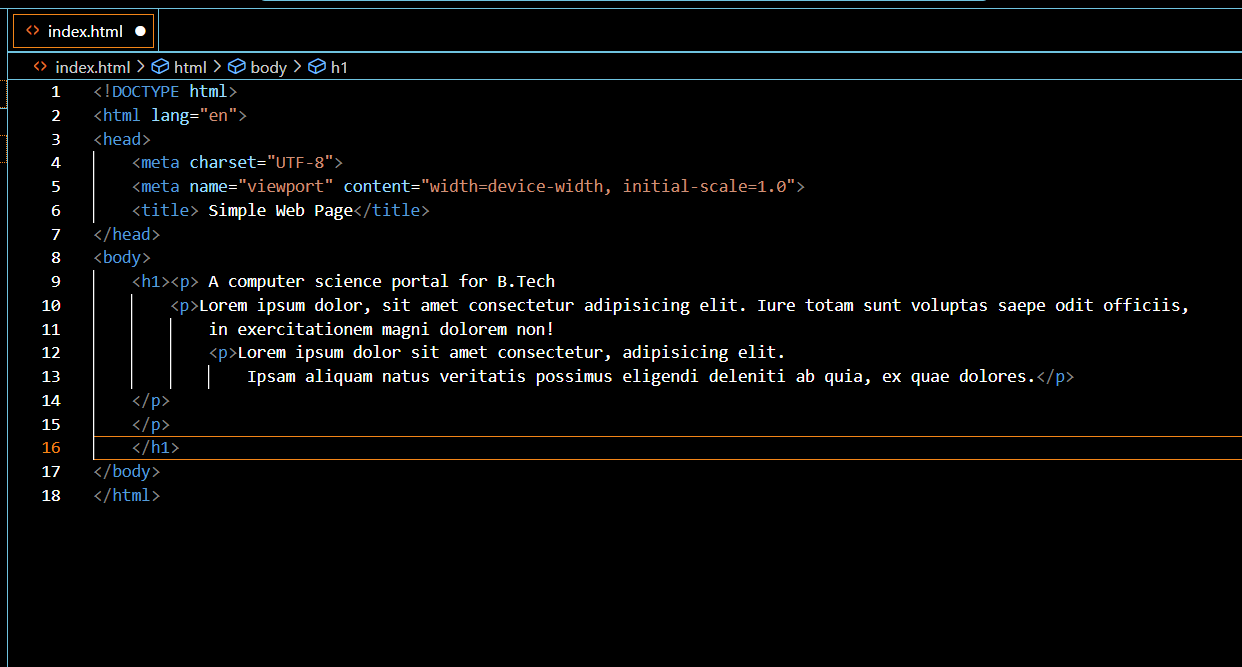 index.html
index.html > html > body > h1
1 <!DOCTYPE html>
2 <html lang="en">
3 <head>
4 <meta charset="UTF-8">
5 <meta name="viewport" content="width=device-width, initial-scale=1.0">
6 <title> Simple Web Page</title>
7 </head>
8 <body>
9 <h1><p> A computer science portal for B.Tech
10 <p>Lorem ipsum dolor, sit amet consectetur adipisicing elit. Iure totam sunt voluptas saepe odit officiis,
11 in exercitationem magni dolorem non!
12 <p>Lorem ipsum dolor sit amet consectetur, adipisicing elit.
13 Ipsam aliquam natus veritatis possimus eligendi deleniti ab quia, ex quae dolores.</p>
14 </p>
15 </p>
16 </h1>
17 </body>
18 </html>